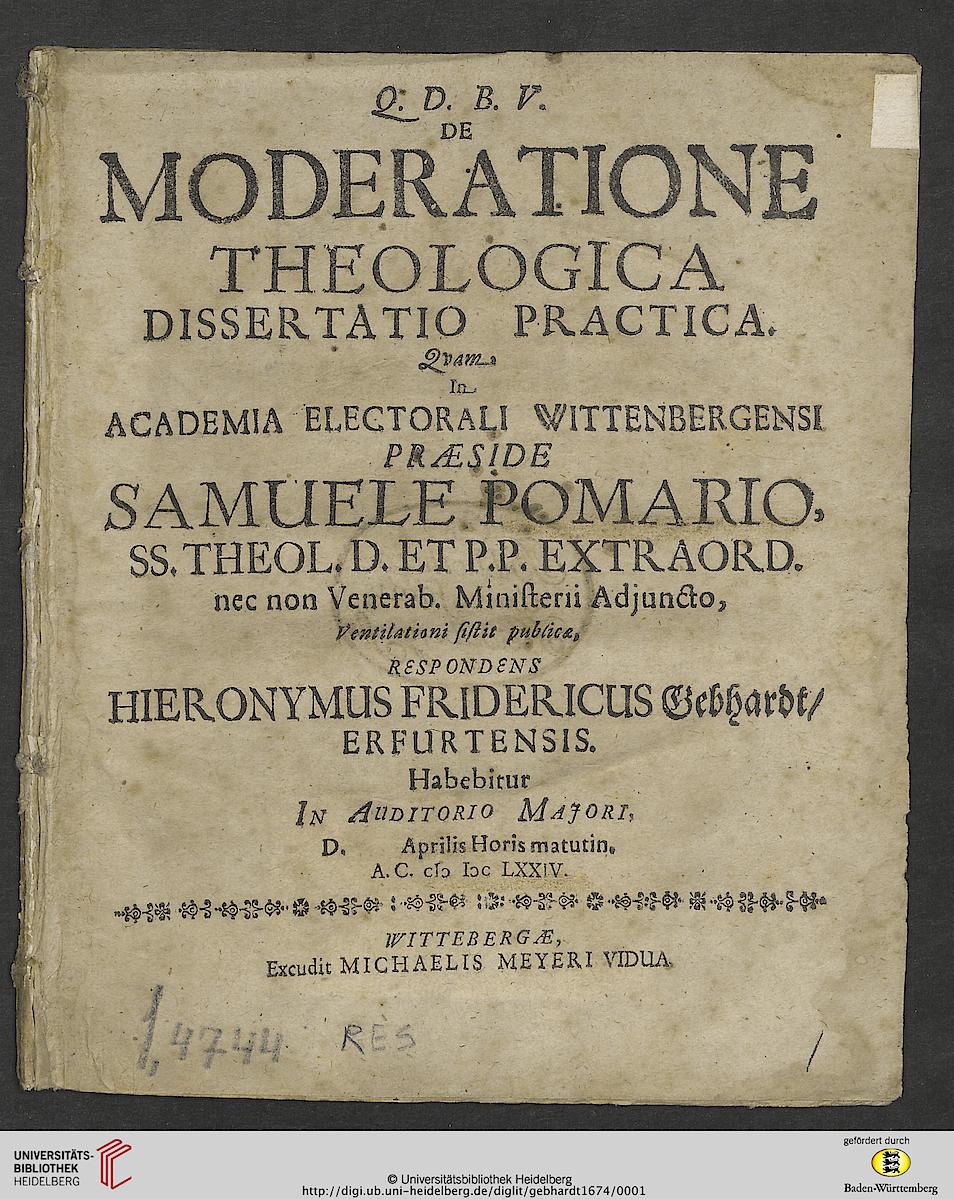 Q. D. B. V.
DE
MODERATIONE
THEOLOGICA
DISSERTATIO PRACTICA.
Qvam,
In
ACADEMIA ELECTORALI WITTENBERGENSI
PRÆSIDE
SAMUELE POMARIO,
SS. THEOL. D. ET P.P. EXTRAORD.
nec non Venerab. Miniſterii Adjuncto,
Ventilationi ſiſtit publicæ,
RESPONDENS
HIERONYMUS FRIDERICUS Gebhardt/
ERFURTENSIS.
Habebitur
IN AUDITORIO MAJORI,
D. Aprilis Horis matutin.
A. C. cIɔ Iɔc LXXIV.
WITTEBERGÆ,
Excudit MICHAELIS MEYERI VIDUA.
1,4744 RES
UNIVERSITÄTS-
BIBLIOTHEK
HEIDELBERG
© Universitätsbibliothek Heidelberg
http://digi.ub.uni-heidelberg.de/diglit/gebhardt1674/0001
gefördert durch
Baden-Württemberg